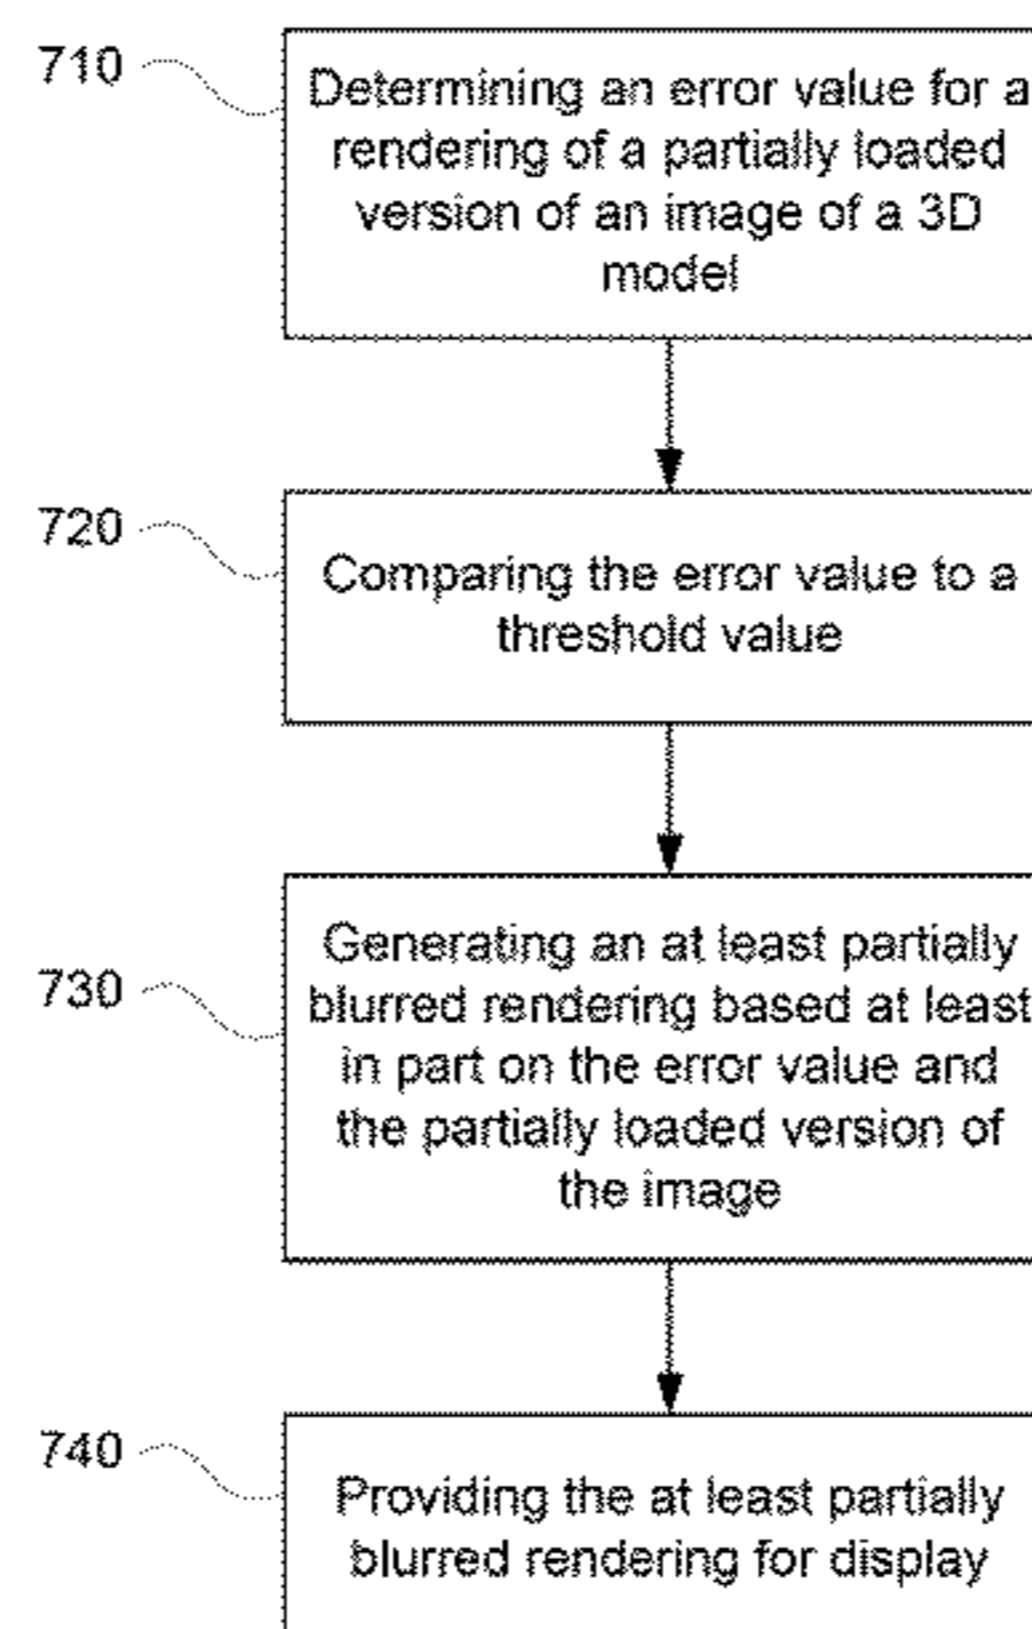 710
Determining an error value for a
rendering of a partially loaded
version of an image of a 3D
model
720
Comparing the error value to a
threshold value
730
Generating an at least partially
blurred rendering based at least
in part on the error value and
the partially loaded version of
the image
740
Providing the at least partially
blurred rendering for display